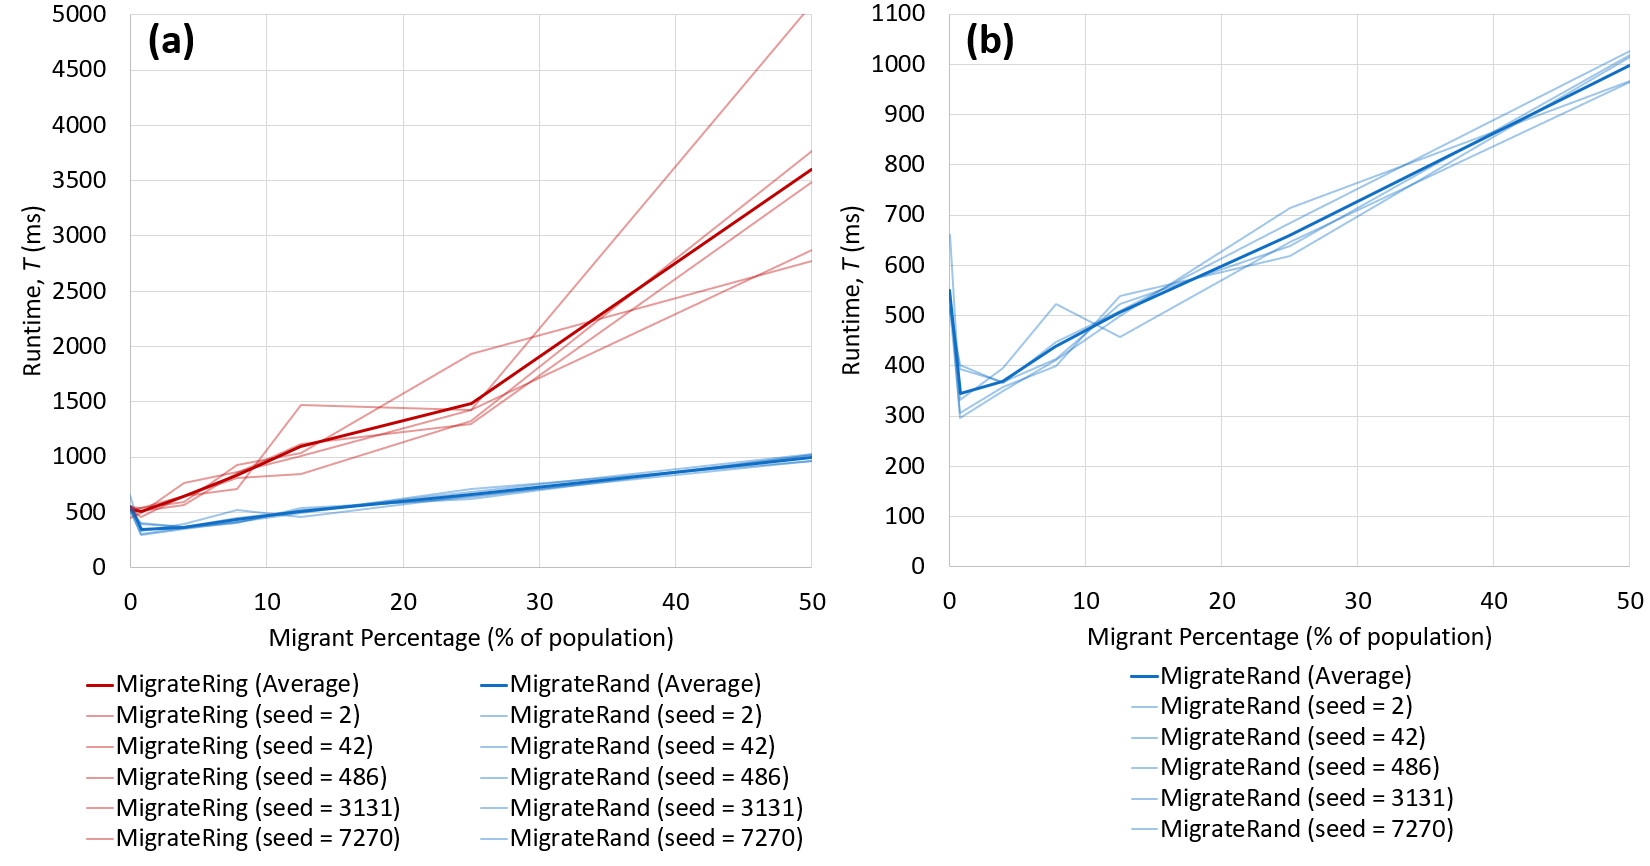 (a)
5000
4500
4000
3500
3000
2500
2000
1500
1000
500
0
Runtime, T (ms)
0 10 20 30 40 50
Migrant Percentage (% of population)
MigrateRing (Average)
MigrateRing (seed = 2)
MigrateRing (seed = 42)
MigrateRing (seed = 486)
MigrateRing (seed = 3131)
MigrateRing (seed = 7270)
MigrateRand (Average)
MigrateRand (seed = 2)
MigrateRand (seed = 42)
MigrateRand (seed = 486)
MigrateRand (seed = 3131)
MigrateRand (seed = 7270)
(b)
1100
1000
900
800
700
600
500
400
300
200
100
0
Runtime, T (ms)
0 10 20 30 40 50
Migrant Percentage (% of population)
MigrateRand (Average)
MigrateRand (seed = 2)
MigrateRand (seed = 42)
MigrateRand (seed = 486)
MigrateRand (seed = 3131)
MigrateRand (seed = 7270)